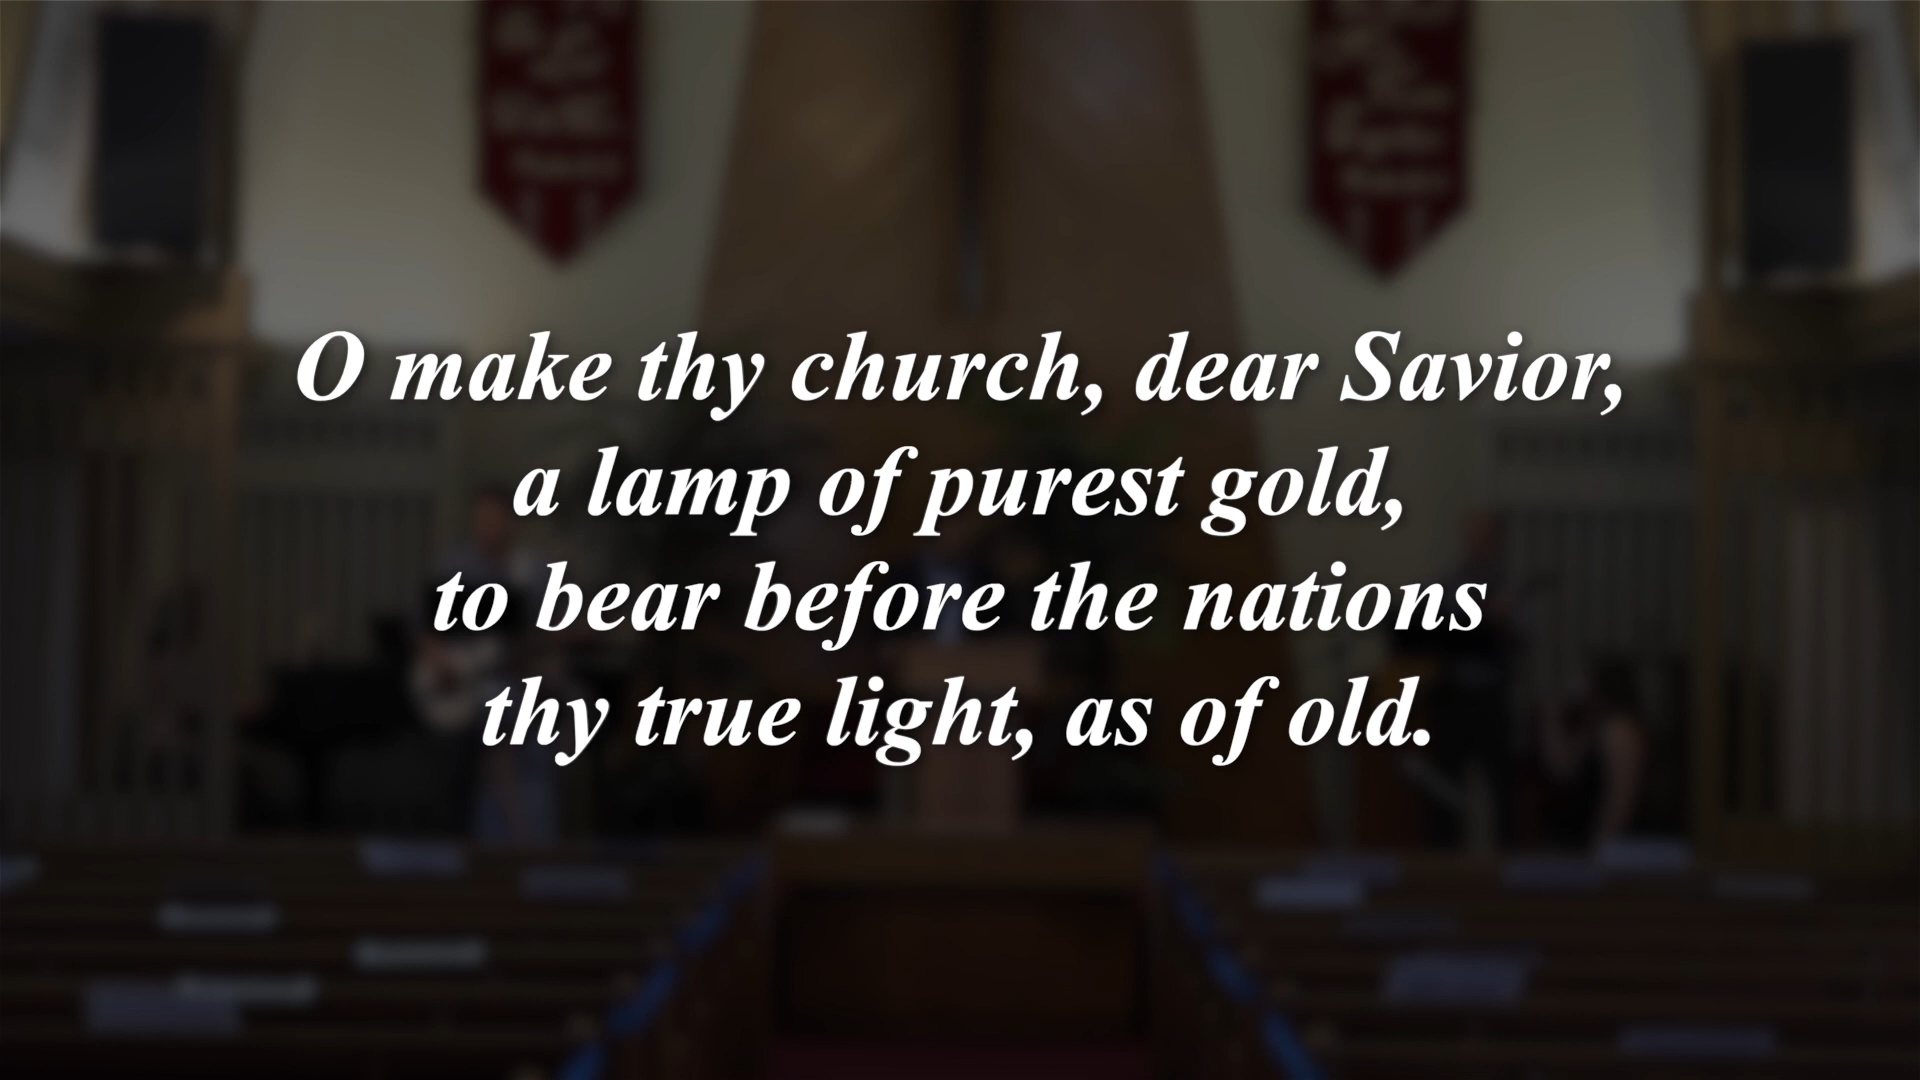 O make thy church, dear Savior,
a lamp of purest gold,
to bear before the nations
thy true light, as of old.